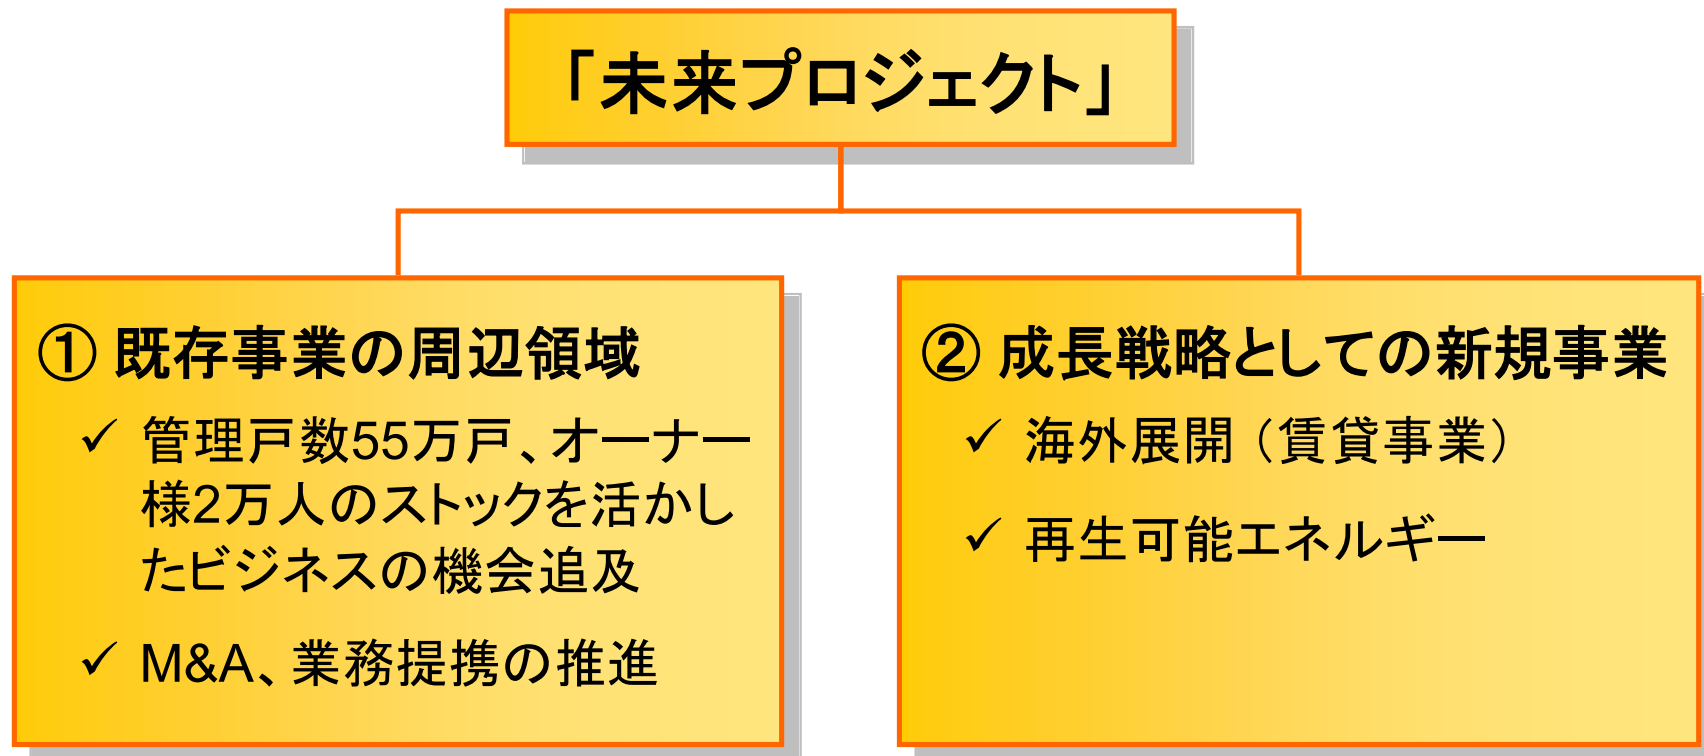 「未来プロジェクト」
① 既存事業の周辺領域
✓ 管理戸数55万戸、オーナー
様2万人のストックを活かし
たビジネスの機会追及
✓ M&A、業務提携の推進
② 成長戦略としての新規事業
✓ 海外展開（賃貸事業）
✓ 再生可能エネルギー